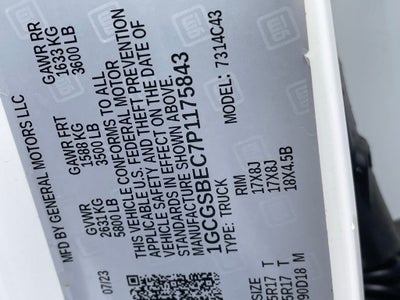 MFD BY GENERAL MOTORS LLC
GVWR GAWR FRT GAWR RR
2631 KG 1588 KG 1633 KG
5800 LB 3500 LB 3600 LB
07/23
THIS VEHICLE CONFORMS TO ALL
APPLICABLE U.S. FEDERAL MOTOR
VEHICLE SAFETY AND THEFT PREVENTION
STANDARDS IN EFFECT ON THE DATE OF
MANUFACTURE SHOWN ABOVE.
1GCGSBEC7P1175843
TYPE: TRUCK MODEL: 7314C43
SIZE RIM
R17 T 17X8J
R17 T 17X8J
90D18 M 18X4.5B